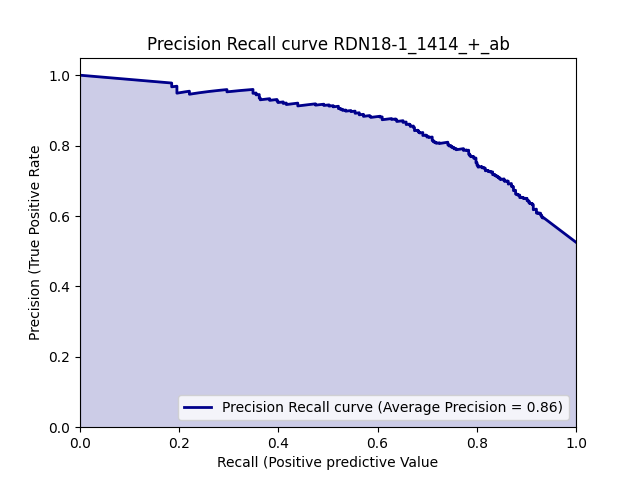 Precision Recall curve RDN18-1_1414_+_ab
1.0
0.8
0.6
0.4
0.2
0.0
Precision (True Positive Rate
Precision Recall curve (Average Precision = 0.86)
0.0 0.2 0.4 0.6 0.8 1.0
Recall (Positive predictive Value